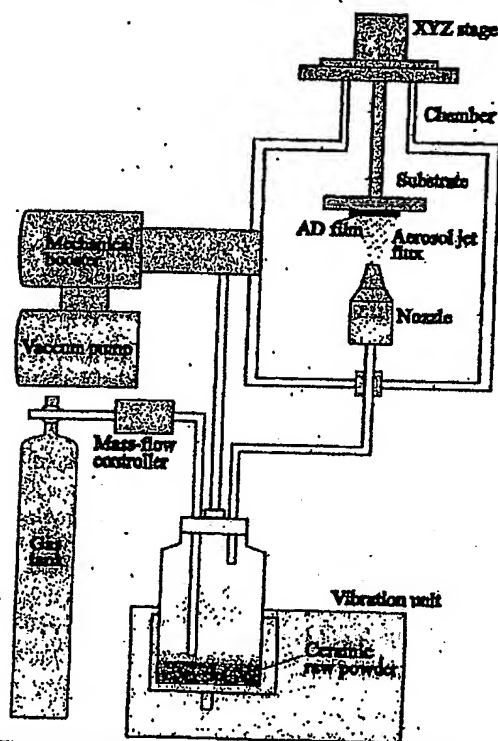 XYZ stage
Chamber
Substrate
AD film
Aerosol jet
flux
Mechanical
booster
Nozzle
Vaccum pump
Mass-flow
controller
Gas
tank
Vibration unit
Ceramic
raw powder